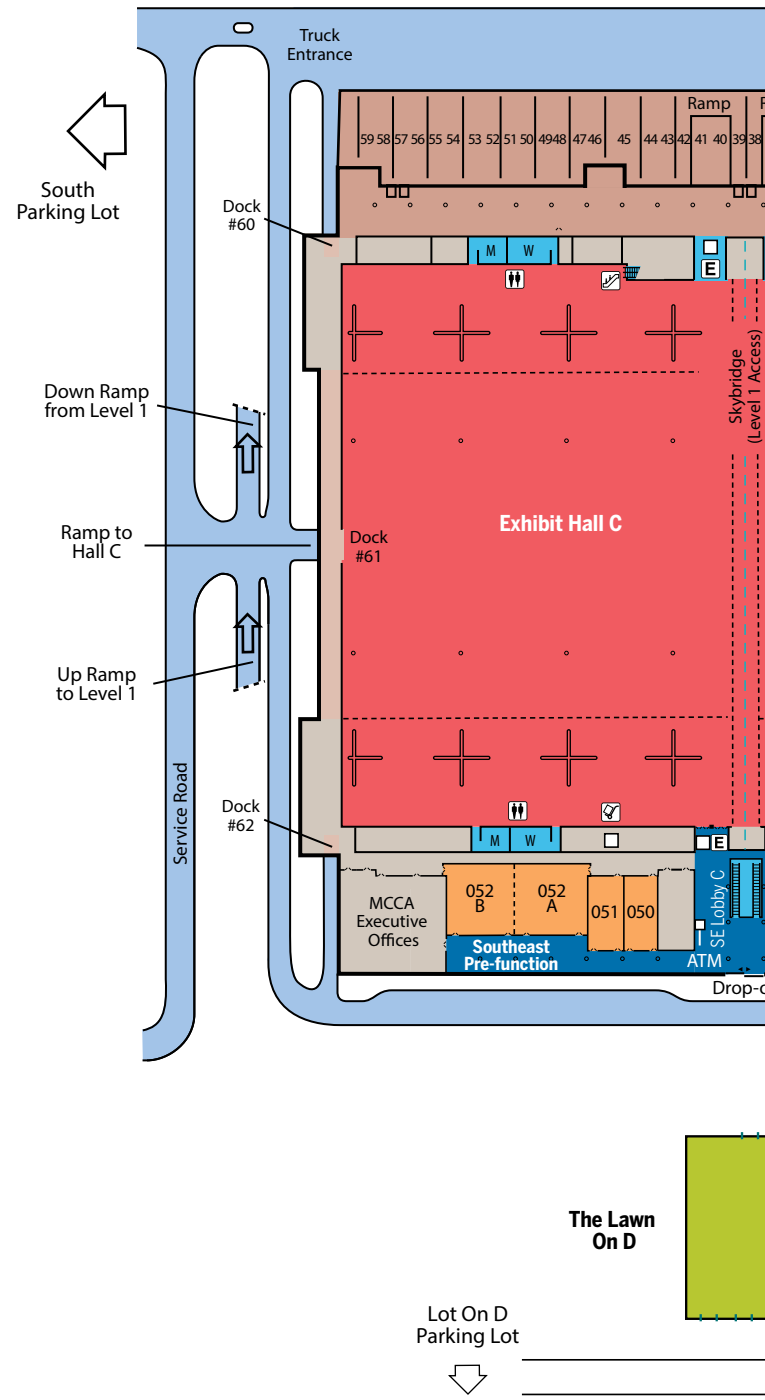 Truck
Entrance
South
Parking Lot
Ramp
59 58 57 56 55 54 53 52 51 50 49 48 47 46 45 44 43 42 41 40 39 38
Dock
#60
M
W
E
Skybridge
(Level 1 Access)
Down Ramp
from Level 1
Exhibit Hall C
Ramp to
Hall C
Dock
#61
Up Ramp
to Level 1
Service Road
Dock
#62
M
W
E
MCCA
Executive
Offices
052
B
052
A
051
050
SE Lobby C
Southeast
Pre-function
ATM
Drop-
The Lawn
On D
Lot On D
Parking Lot